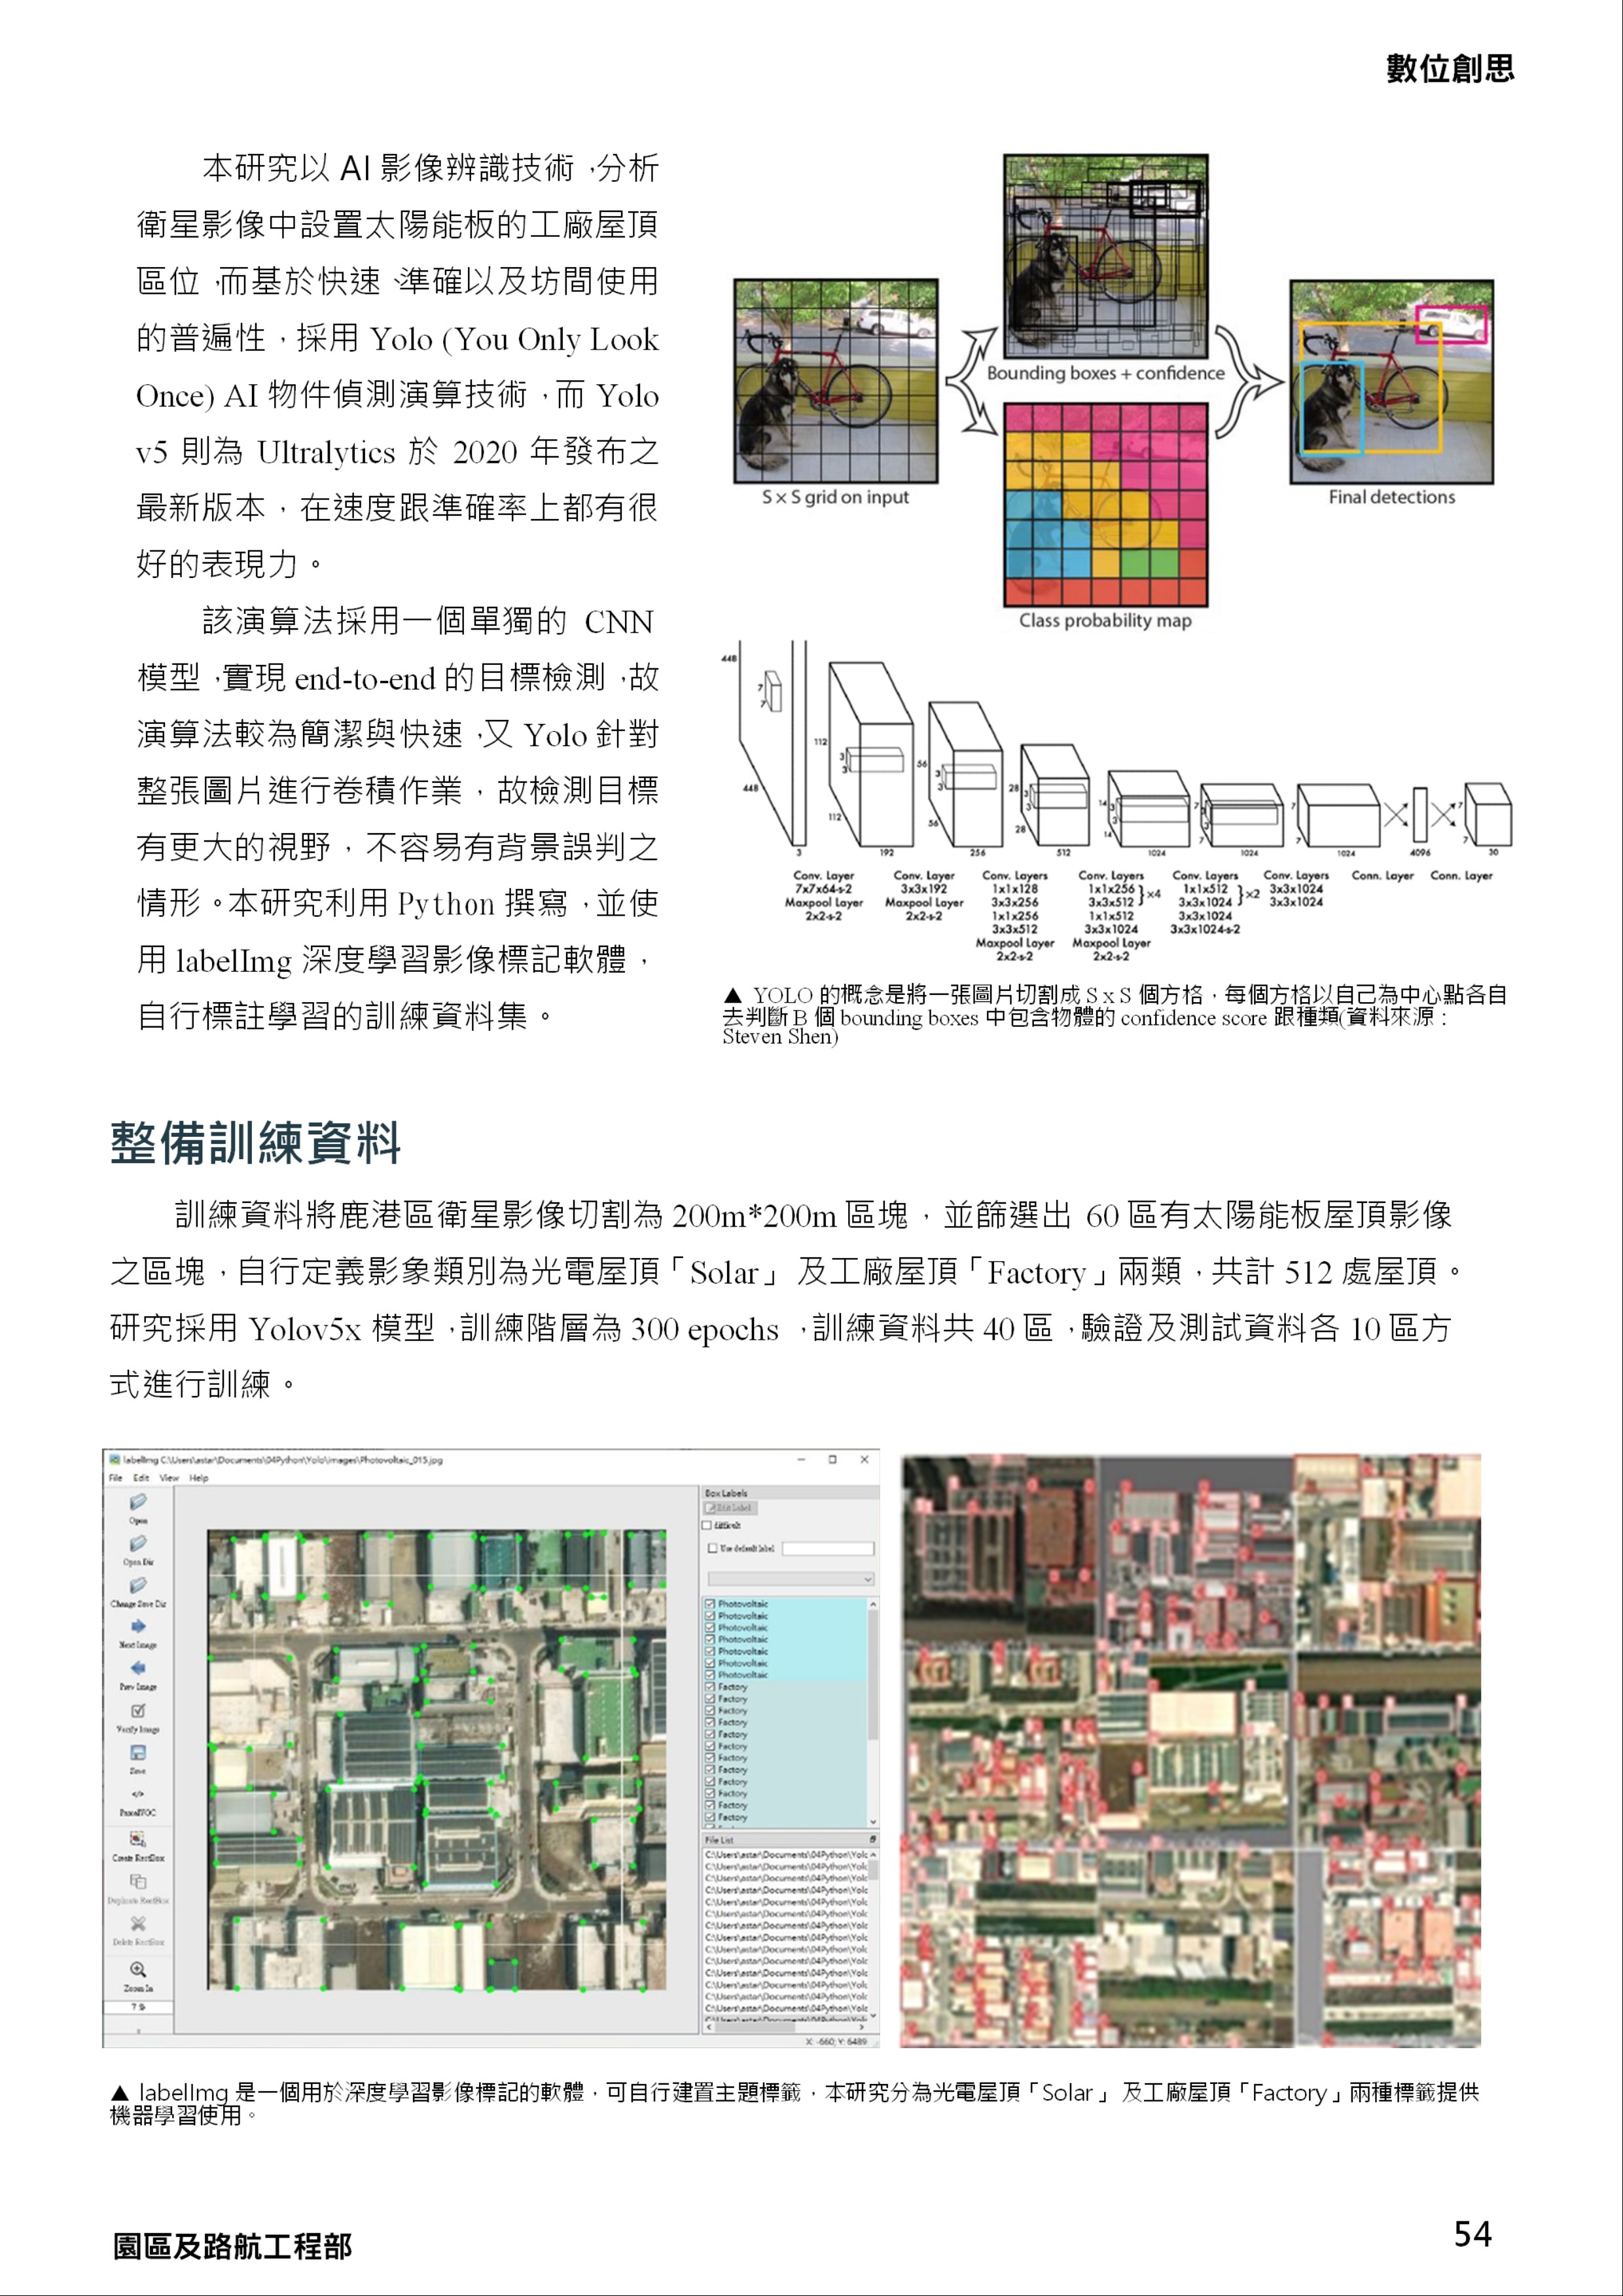 數位創思
本研究以 AI 影像辨識技術，分析
衛星影像中設置太陽能板的工廠屋頂
區位，而基於快速、準確以及坊間使用
的普遍性，採用 Yolo (You Only Look
Once) AI 物件偵測演算技術，而 Yolo
v5 則為 Ultralytics 於 2020 年發布之
最新版本，在速度跟準確率上都有很
好的表現力。
該演算法採用一個單獨的 CNN
模型，實現 end-to-end 的目標檢測，故
演算法較為簡潔與快速，又 Yolo 針對
整張圖片進行卷積作業，故檢測目標
有更大的視野，不容易有背景誤判之
情形。本研究利用 Python 撰寫，並使
用 labelImg 深度學習影像標記軟體，
自行標註學習的訓練資料集。
S × S grid on input
Bounding boxes + confidence
Class probability map
Final detections
448
7
7
448
3
112
3
3
112
192
56
3
3
56
256
28
3
3
28
512
14
3
3
14
1024
7
3
3
7
1024
7
7
1024
4096
7
7
30
Conv. Layer
7x7x64-s-2
Maxpool Layer
2x2-s-2
Conv. Layer
3x3x192
Maxpool Layer
2x2-s-2
Conv. Layers
1x1x128
3x3x256
1x1x256
3x3x512
Maxpool Layer
2x2-s-2
Conv. Layers
1x1x256 }×4
3x3x512
1x1x512
3x3x1024
Maxpool Layer
2x2-s-2
Conv. Layers
1x1x512 }×2
3x3x1024
3x3x1024
3x3x1024-s-2
Conv. Layers
3x3x1024
3x3x1024
Conn. Layer
Conn. Layer
▲ YOLO 的概念是將一張圖片切割成 S x S 個方格，每個方格以自己為中心點各自
去判斷 B 個 bounding boxes 中包含物體的 confidence score 跟種類(資料來源：
Steven Shen)
整備訓練資料
訓練資料將鹿港區衛星影像切割為 200m*200m 區塊，並篩選出 60 區有太陽能板屋頂影像
之區塊，自行定義影象類別為光電屋頂「Solar」 及工廠屋頂「Factory」兩類，共計 512 處屋頂。
研究採用 Yolov5x 模型，訓練階層為 300 epochs ，訓練資料共 40 區，驗證及測試資料各 10 區方
式進行訓練。
labelImg C:\Users\astar\Documents\04Python\Yolo\images\Photovoltaic_015.jpg
File Edit View Help
Open
Open Dir
Change Save Dir
Next Image
Prev Image
Verify Image
Save
PascalVOC
Create RectBox
Duplicate RectBox
Delete RectBox
Zoom In
Box Labels
Edit Label
difficult
Use default label
Photovoltaic
Photovoltaic
Photovoltaic
Photovoltaic
Photovoltaic
Photovoltaic
Photovoltaic
Factory
Factory
Factory
Factory
Factory
Factory
Factory
Factory
Factory
Factory
Factory
Factory
File List
C:\Users\astar\Documents\04Python\Yolo
C:\Users\astar\Documents\04Python\Yolo
C:\Users\astar\Documents\04Python\Yolo
C:\Users\astar\Documents\04Python\Yolo
C:\Users\astar\Documents\04Python\Yolo
C:\Users\astar\Documents\04Python\Yolo
C:\Users\astar\Documents\04Python\Yolo
C:\Users\astar\Documents\04Python\Yolo
C:\Users\astar\Documents\04Python\Yolo
C:\Users\astar\Documents\04Python\Yolo
C:\Users\astar\Documents\04Python\Yolo
C:\Users\astar\Documents\04Python\Yolo
C:\Users\astar\Documents\04Python\Yolo
C:\Users\astar\Documents\04Python\Yolo
X: -660; Y: 6489
▲ labelImg 是一個用於深度學習影像標記的軟體，可自行建置主題標籤，本研究分為光電屋頂「Solar」 及工廠屋頂「Factory」兩種標籤提供
機器學習使用。
園區及路航工程部
54